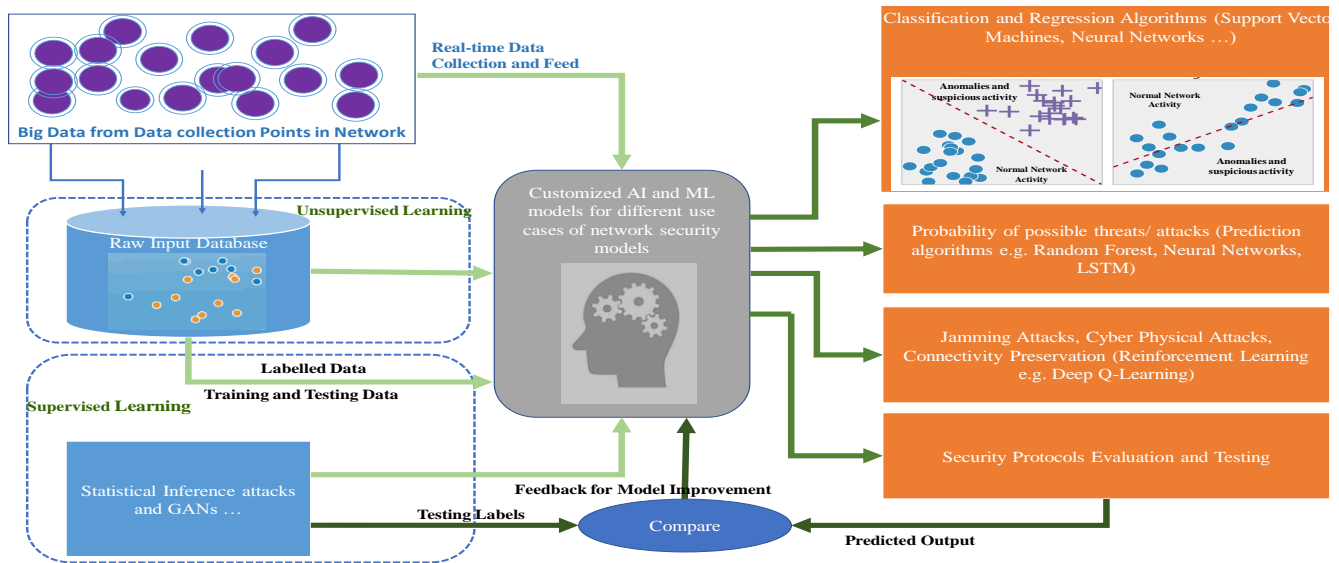 Big Data from Data collection Points in Network
Real-time Data
Collection and Feed
Unsupervised Learning
Raw Input Database
Labelled Data
Training and Testing Data
Supervised Learning
Statistical Inference attacks
and GANs …
Testing Labels
Customized AI and ML
models for different use
cases of network security
models
Feedback for Model Improvement
Compare
Predicted Output
Classification and Regression Algorithms (Support Vecto
Machines, Neural Networks …)
Anomalies and
suspicious activity
Normal Network
Activity
Normal Network
Activity
Anomalies and
suspicious activity
Probability of possible threats/ attacks (Prediction
algorithms e.g. Random Forest, Neural Networks,
LSTM)
Jamming Attacks, Cyber Physical Attacks,
Connectivity Preservation (Reinforcement Learning
e.g. Deep Q-Learning)
Security Protocols Evaluation and Testing